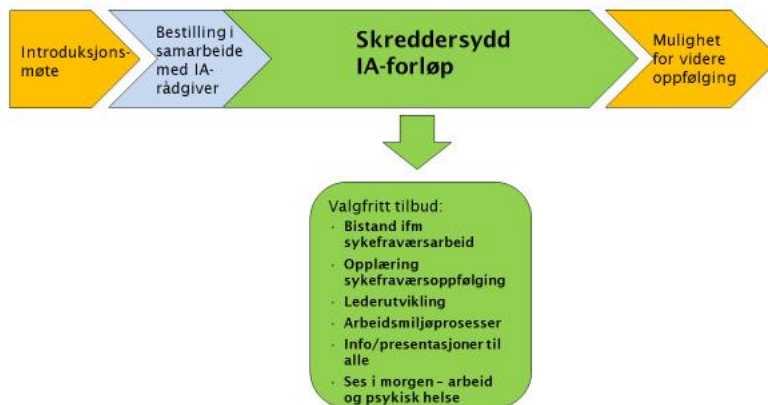 Introduksjons-
møte
Bestilling i
samarbeide
med IA-
rådgiver
Skreddersydd
IA-forløp
Mulighet
for videre
oppfølging
Valgfritt tilbud:
· Bistand ifm
sykefraværsarbeid
· Opplæring
sykefraværsoppfølging
· Lederutvikling
· Arbeidsmiljøprosesser
· Info/presentasjoner til
alle
· Ses i morgen – arbeid
og psykisk helse